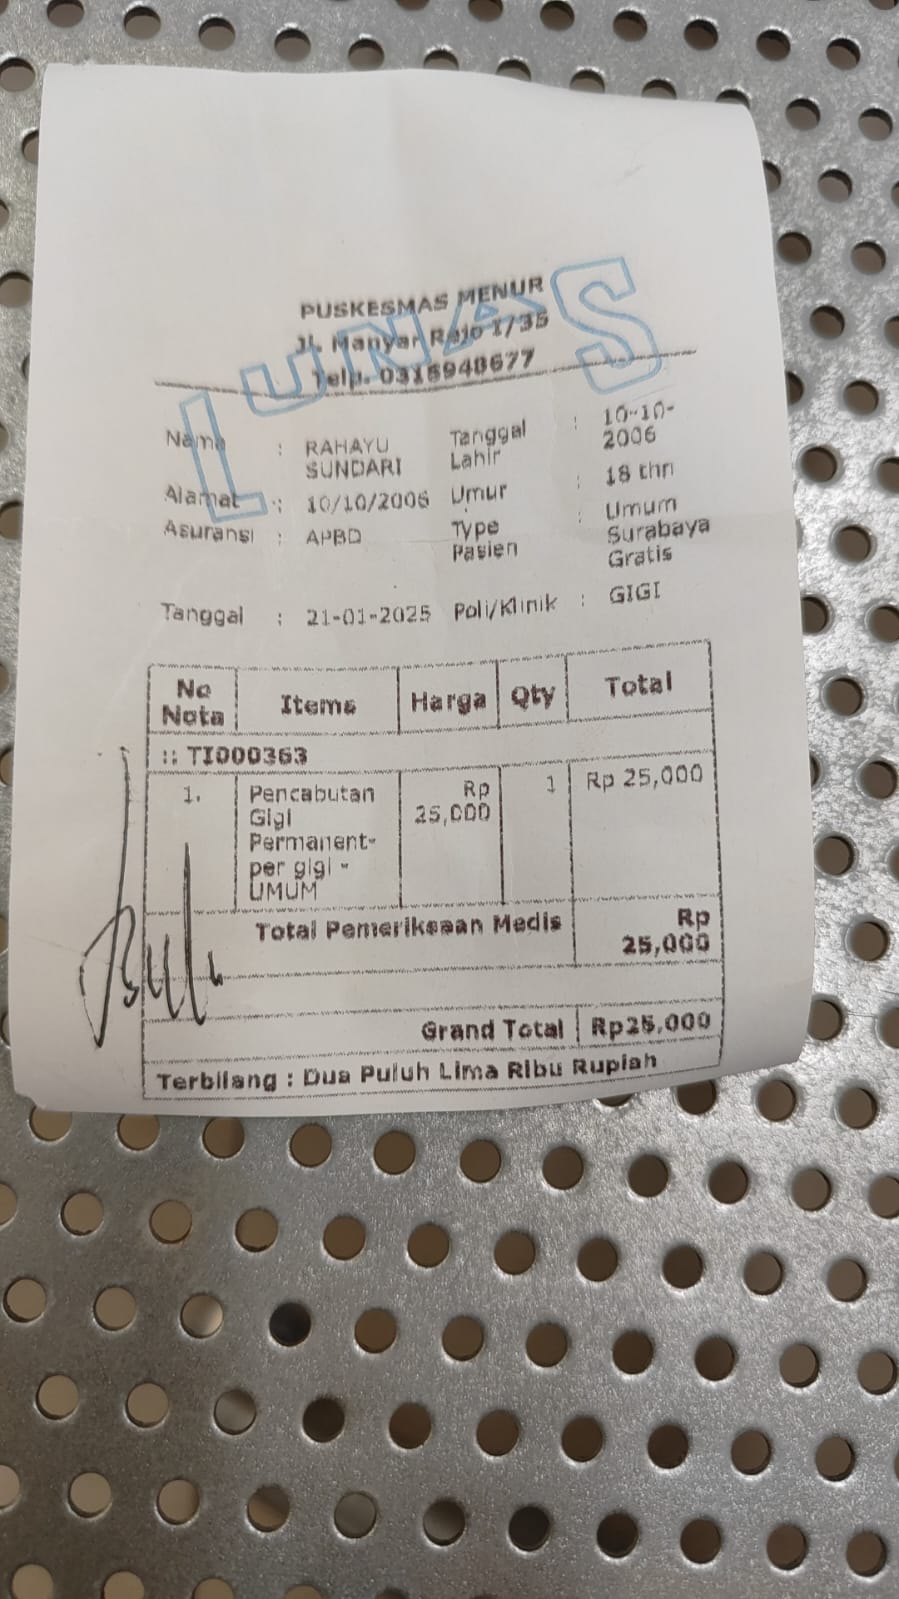 PUSKESMAS MENUR
Jl. Manyar Rejo I/35
Telp. 0315948677
LUNAS
Nama : RAHAYU SUNDARI Tanggal Lahir : 10-10-2006
Alamat : 10/10/2006 Umur : 18 thn
Asuransi : APBD Type Pasien : Umum Surabaya Gratis
Tanggal : 21-01-2025 Poli/Klinik : GIGI
No Nota Items Harga Qty Total
:: TI000363
1. Pencabutan Gigi Permanent-per gigi - UMUM Rp 25,000 1 Rp 25,000
Total Pemeriksaan Medis Rp 25,000
Grand Total Rp25,000
Terbilang : Dua Puluh Lima Ribu Rupiah